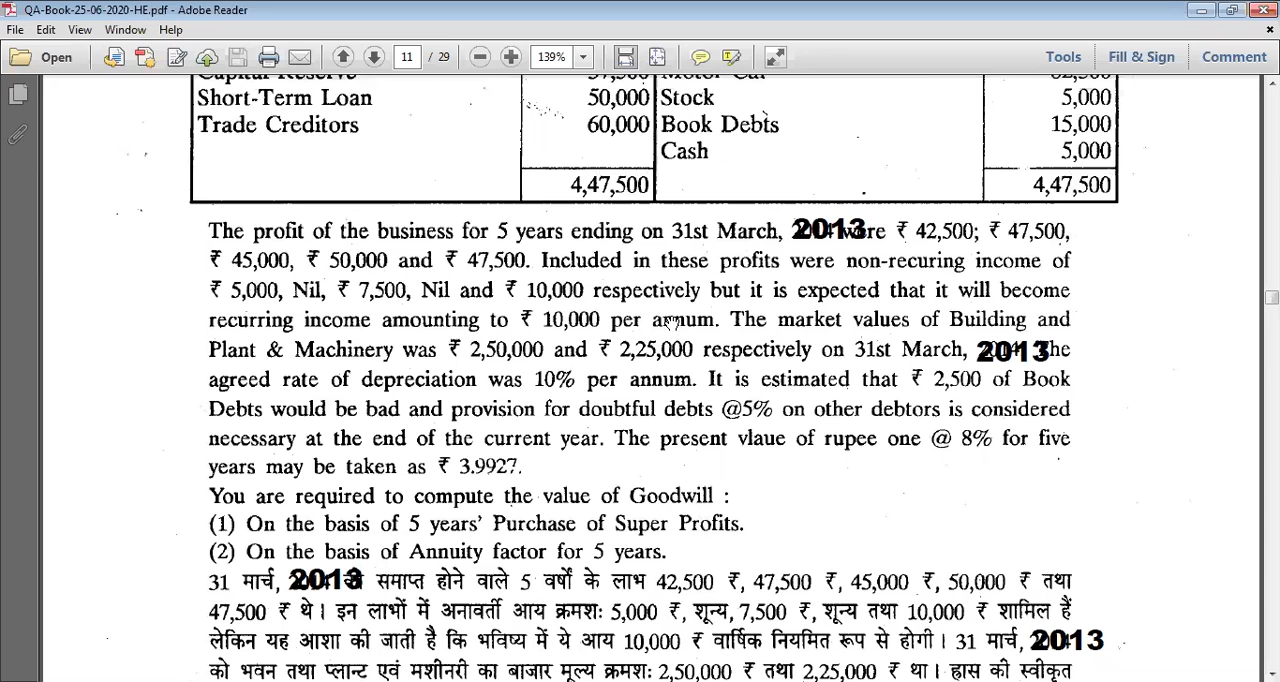 QA-Book-25-06-2020-HE.pdf - Adobe Reader
File Edit View Window Help
Open 11 / 29 139% Tools Fill & Sign Comment
Capital Reserve 37,500 Motor Car 62,500
Short-Term Loan 50,000 Stock 5,000
Trade Creditors 60,000 Book Debts 15,000
Cash 5,000
4,47,500 4,47,500
The profit of the business for 5 years ending on 31st March, 2013 were ₹ 42,500; ₹ 47,500,
₹ 45,000, ₹ 50,000 and ₹ 47,500. Included in these profits were non-recuring income of
₹ 5,000, Nil, ₹ 7,500, Nil and ₹ 10,000 respectively but it is expected that it will become
recurring income amounting to ₹ 10,000 per annum. The market values of Building and
Plant & Machinery was ₹ 2,50,000 and ₹ 2,25,000 respectively on 31st March, 2013 The
agreed rate of depreciation was 10% per annum. It is estimated that ₹ 2,500 of Book
Debts would be bad and provision for doubtful debts @5% on other debtors is considered
necessary at the end of the current year. The present vlaue of rupee one @ 8% for five
years may be taken as ₹ 3.9927.
You are required to compute the value of Goodwill :
(1) On the basis of 5 years' Purchase of Super Profits.
(2) On the basis of Annuity factor for 5 years.
31 मार्च, 2013 को समाप्त होने वाले 5 वर्षों के लाभ 42,500 ₹, 47,500 ₹, 45,000 ₹, 50,000 ₹ तथा
47,500 ₹ थे। इन लाभों में अनावर्ती आय क्रमशः 5,000 ₹, शून्य, 7,500 ₹, शून्य तथा 10,000 ₹ शामिल हैं
लेकिन यह आशा की जाती है कि भविष्य में ये आय 10,000 ₹ वार्षिक नियमित रूप से होगी। 31 मार्च, 2013
को भवन तथा प्लान्ट एवं मशीनरी का बाजार मूल्य क्रमशः 2,50,000 ₹ तथा 2,25,000 ₹ था। ह्रास की स्वीकृत